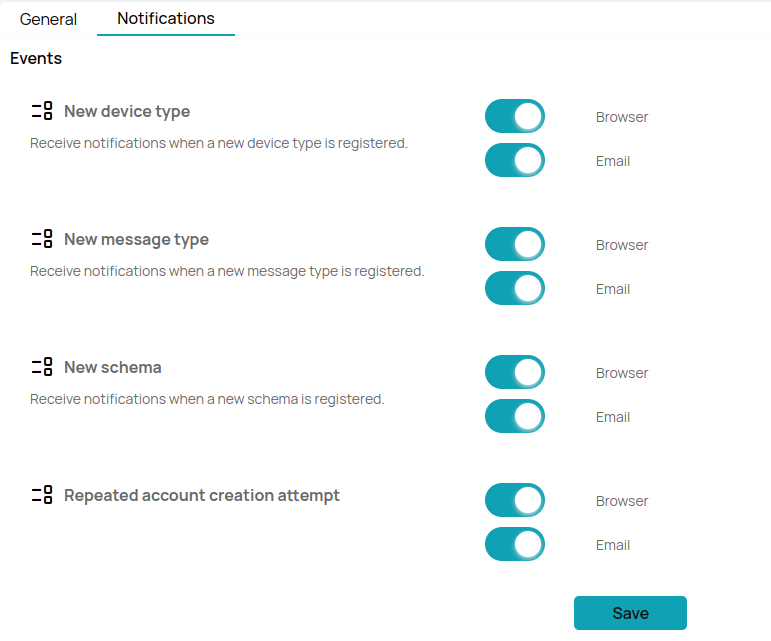 General Notifications
Events
New device type
Browser
Receive notifications when a new device type is registered.
Email
New message type
Browser
Receive notifications when a new message type is registered.
Email
New schema
Browser
Receive notifications when a new schema is registered.
Email
Repeated account creation attempt
Browser
Email
Save